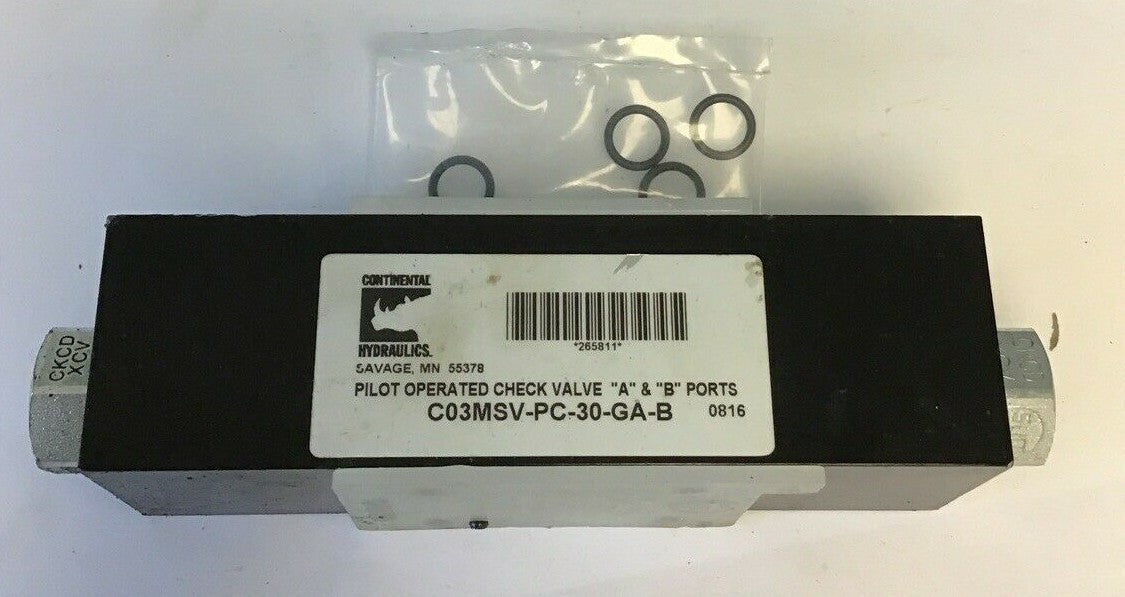 CONTINENTAL
HYDRAULICS
SAVAGE, MN 55378
*265811*
PILOT OPERATED CHECK VALVE "A" & "B" PORTS
C03MSV-PC-30-GA-B 0816
CKCD
XCV